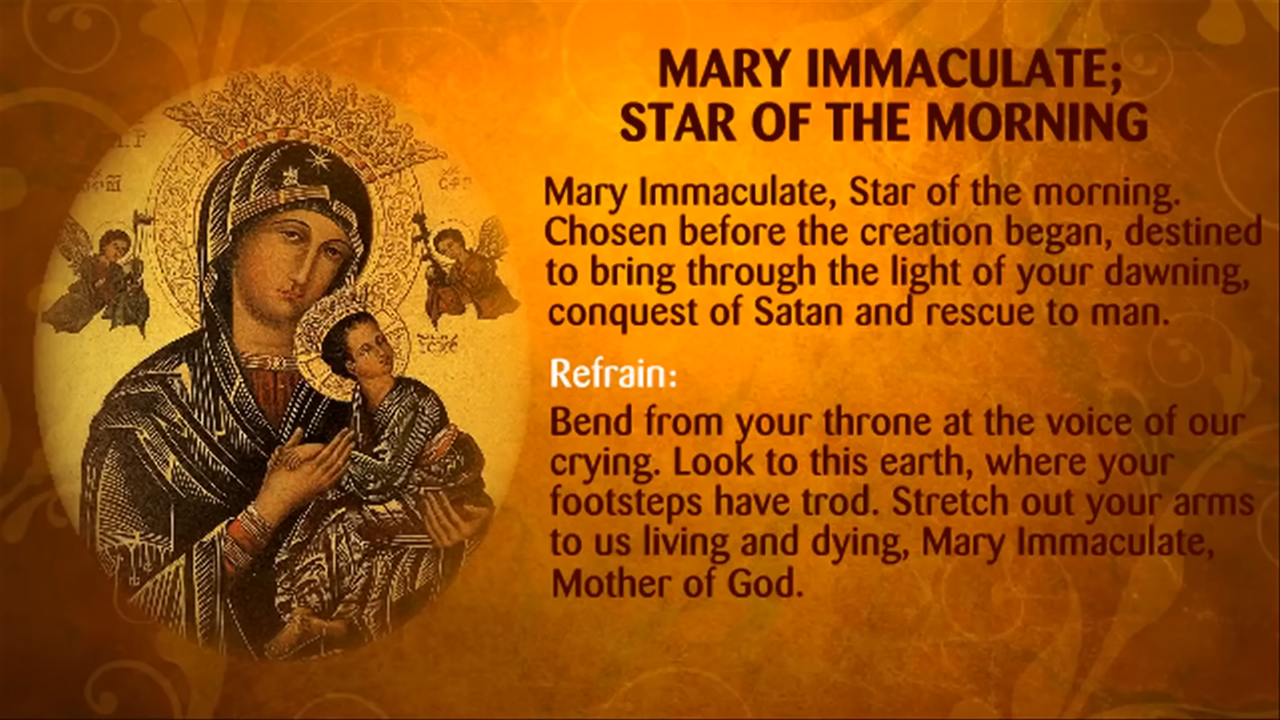 MARY IMMACULATE;
STAR OF THE MORNING
Mary Immaculate, Star of the morning.
Chosen before the creation began, destined
to bring through the light of your dawning,
conquest of Satan and rescue to man.
Refrain:
Bend from your throne at the voice of our
crying. Look to this earth, where your
footsteps have trod. Stretch out your arms
to us living and dying, Mary Immaculate,
Mother of God.